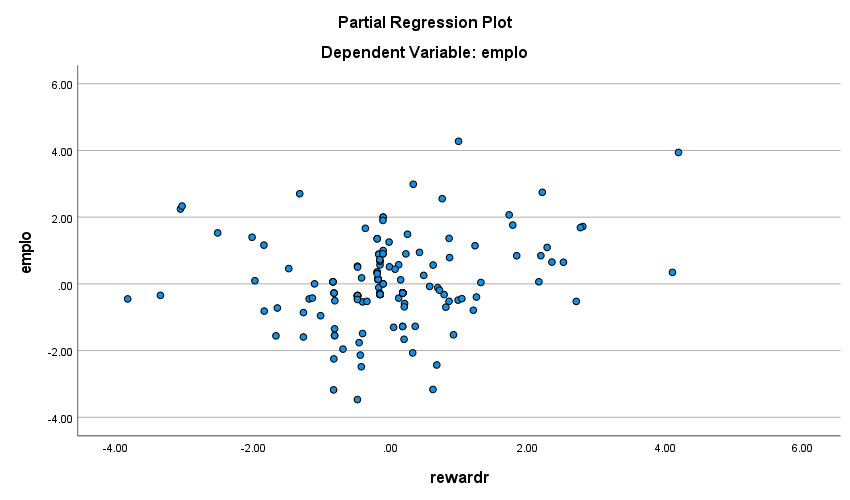 Partial Regression Plot
Dependent Variable: emplo
6.00
4.00
2.00
.00
-2.00
-4.00
emplo
-4.00 -2.00 .00 2.00 4.00 6.00
rewardr